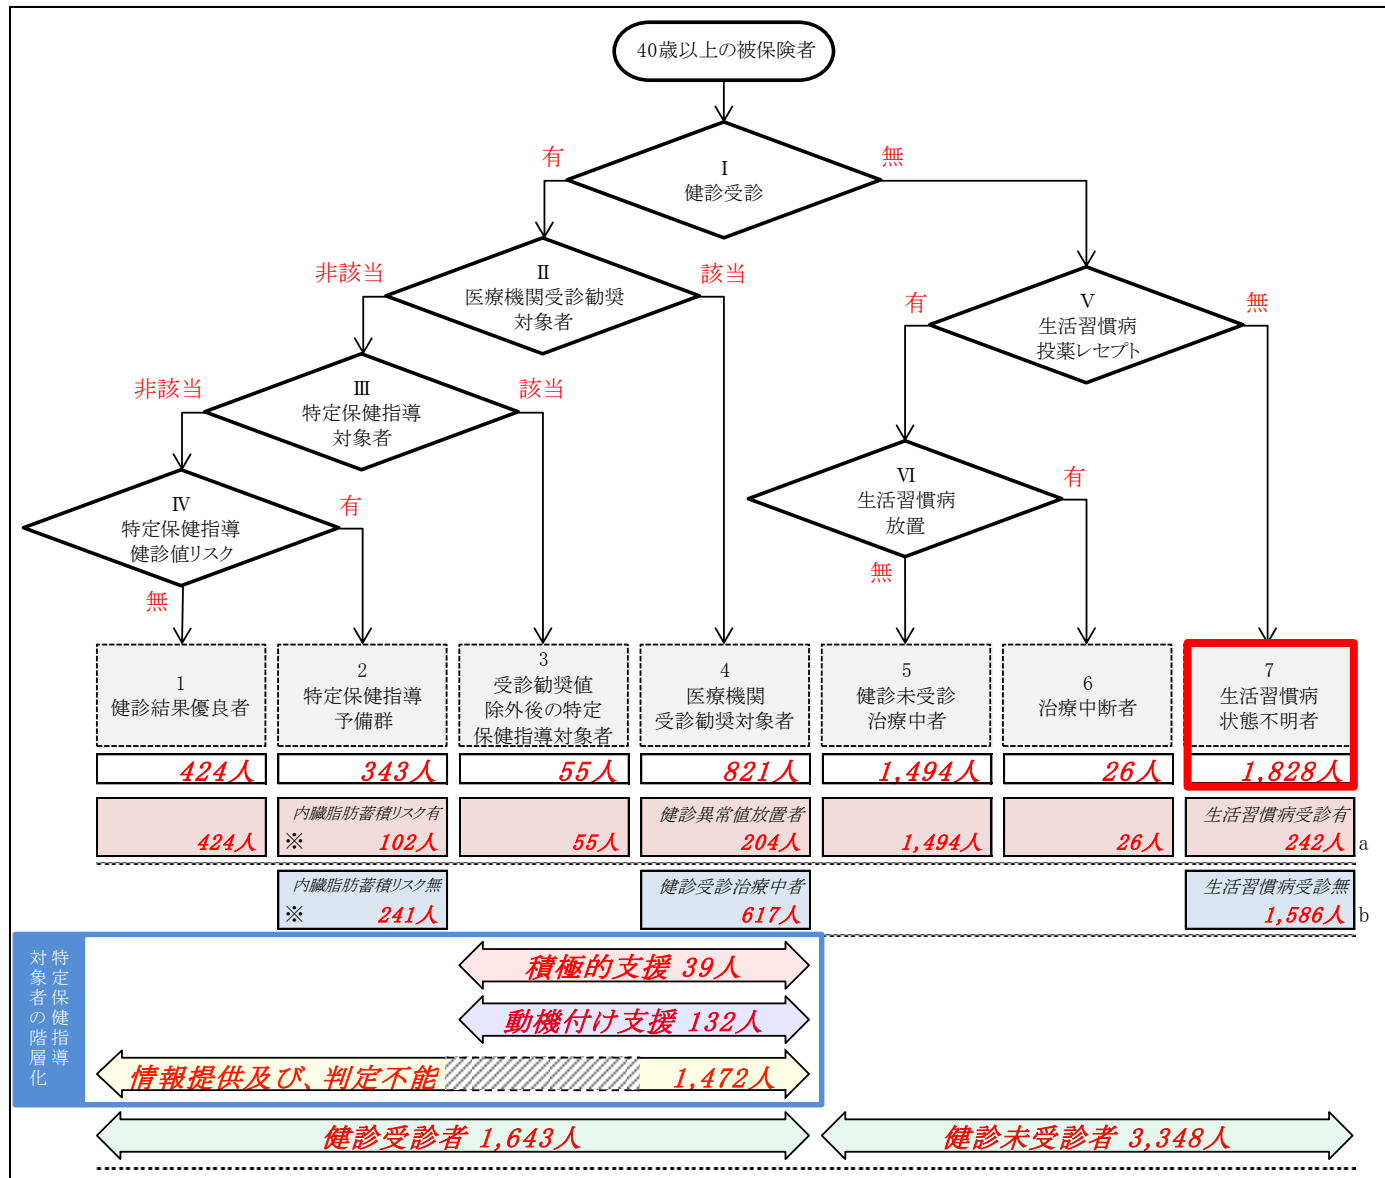 40歳以上の被保険者
有
無
Ⅰ
健診受診
非該当
該当
Ⅱ
医療機関受診勧奨
対象者
有
無
Ⅴ
生活習慣病
投薬レセプト
非該当
該当
Ⅲ
特定保健指導
対象者
Ⅳ
特定保健指導
健診値リスク
有
無
Ⅵ
生活習慣病
放置
有
無
1
健診結果優良者
2
特定保健指導
予備群
3
受診勧奨値
除外後の特定
保健指導対象者
4
医療機関
受診勧奨対象者
5
健診未受診
治療中者
6
治療中断者
7
生活習慣病
状態不明者
424人
343人
55人
821人
1,494人
26人
1,828人
424人
内臓脂肪蓄積リスク有
※ 102人
55人
健診異常値放置者
204人
1,494人
26人
生活習慣病受診有
242人
a
内臓脂肪蓄積リスク無
※ 241人
健診受診治療中者
617人
生活習慣病受診無
1,586人
b
特定保健指導
対象者の階層化
積極的支援 39人
動機付け支援 132人
情報提供及び、判定不能 1,472人
健診受診者 1,643人
健診未受診者 3,348人